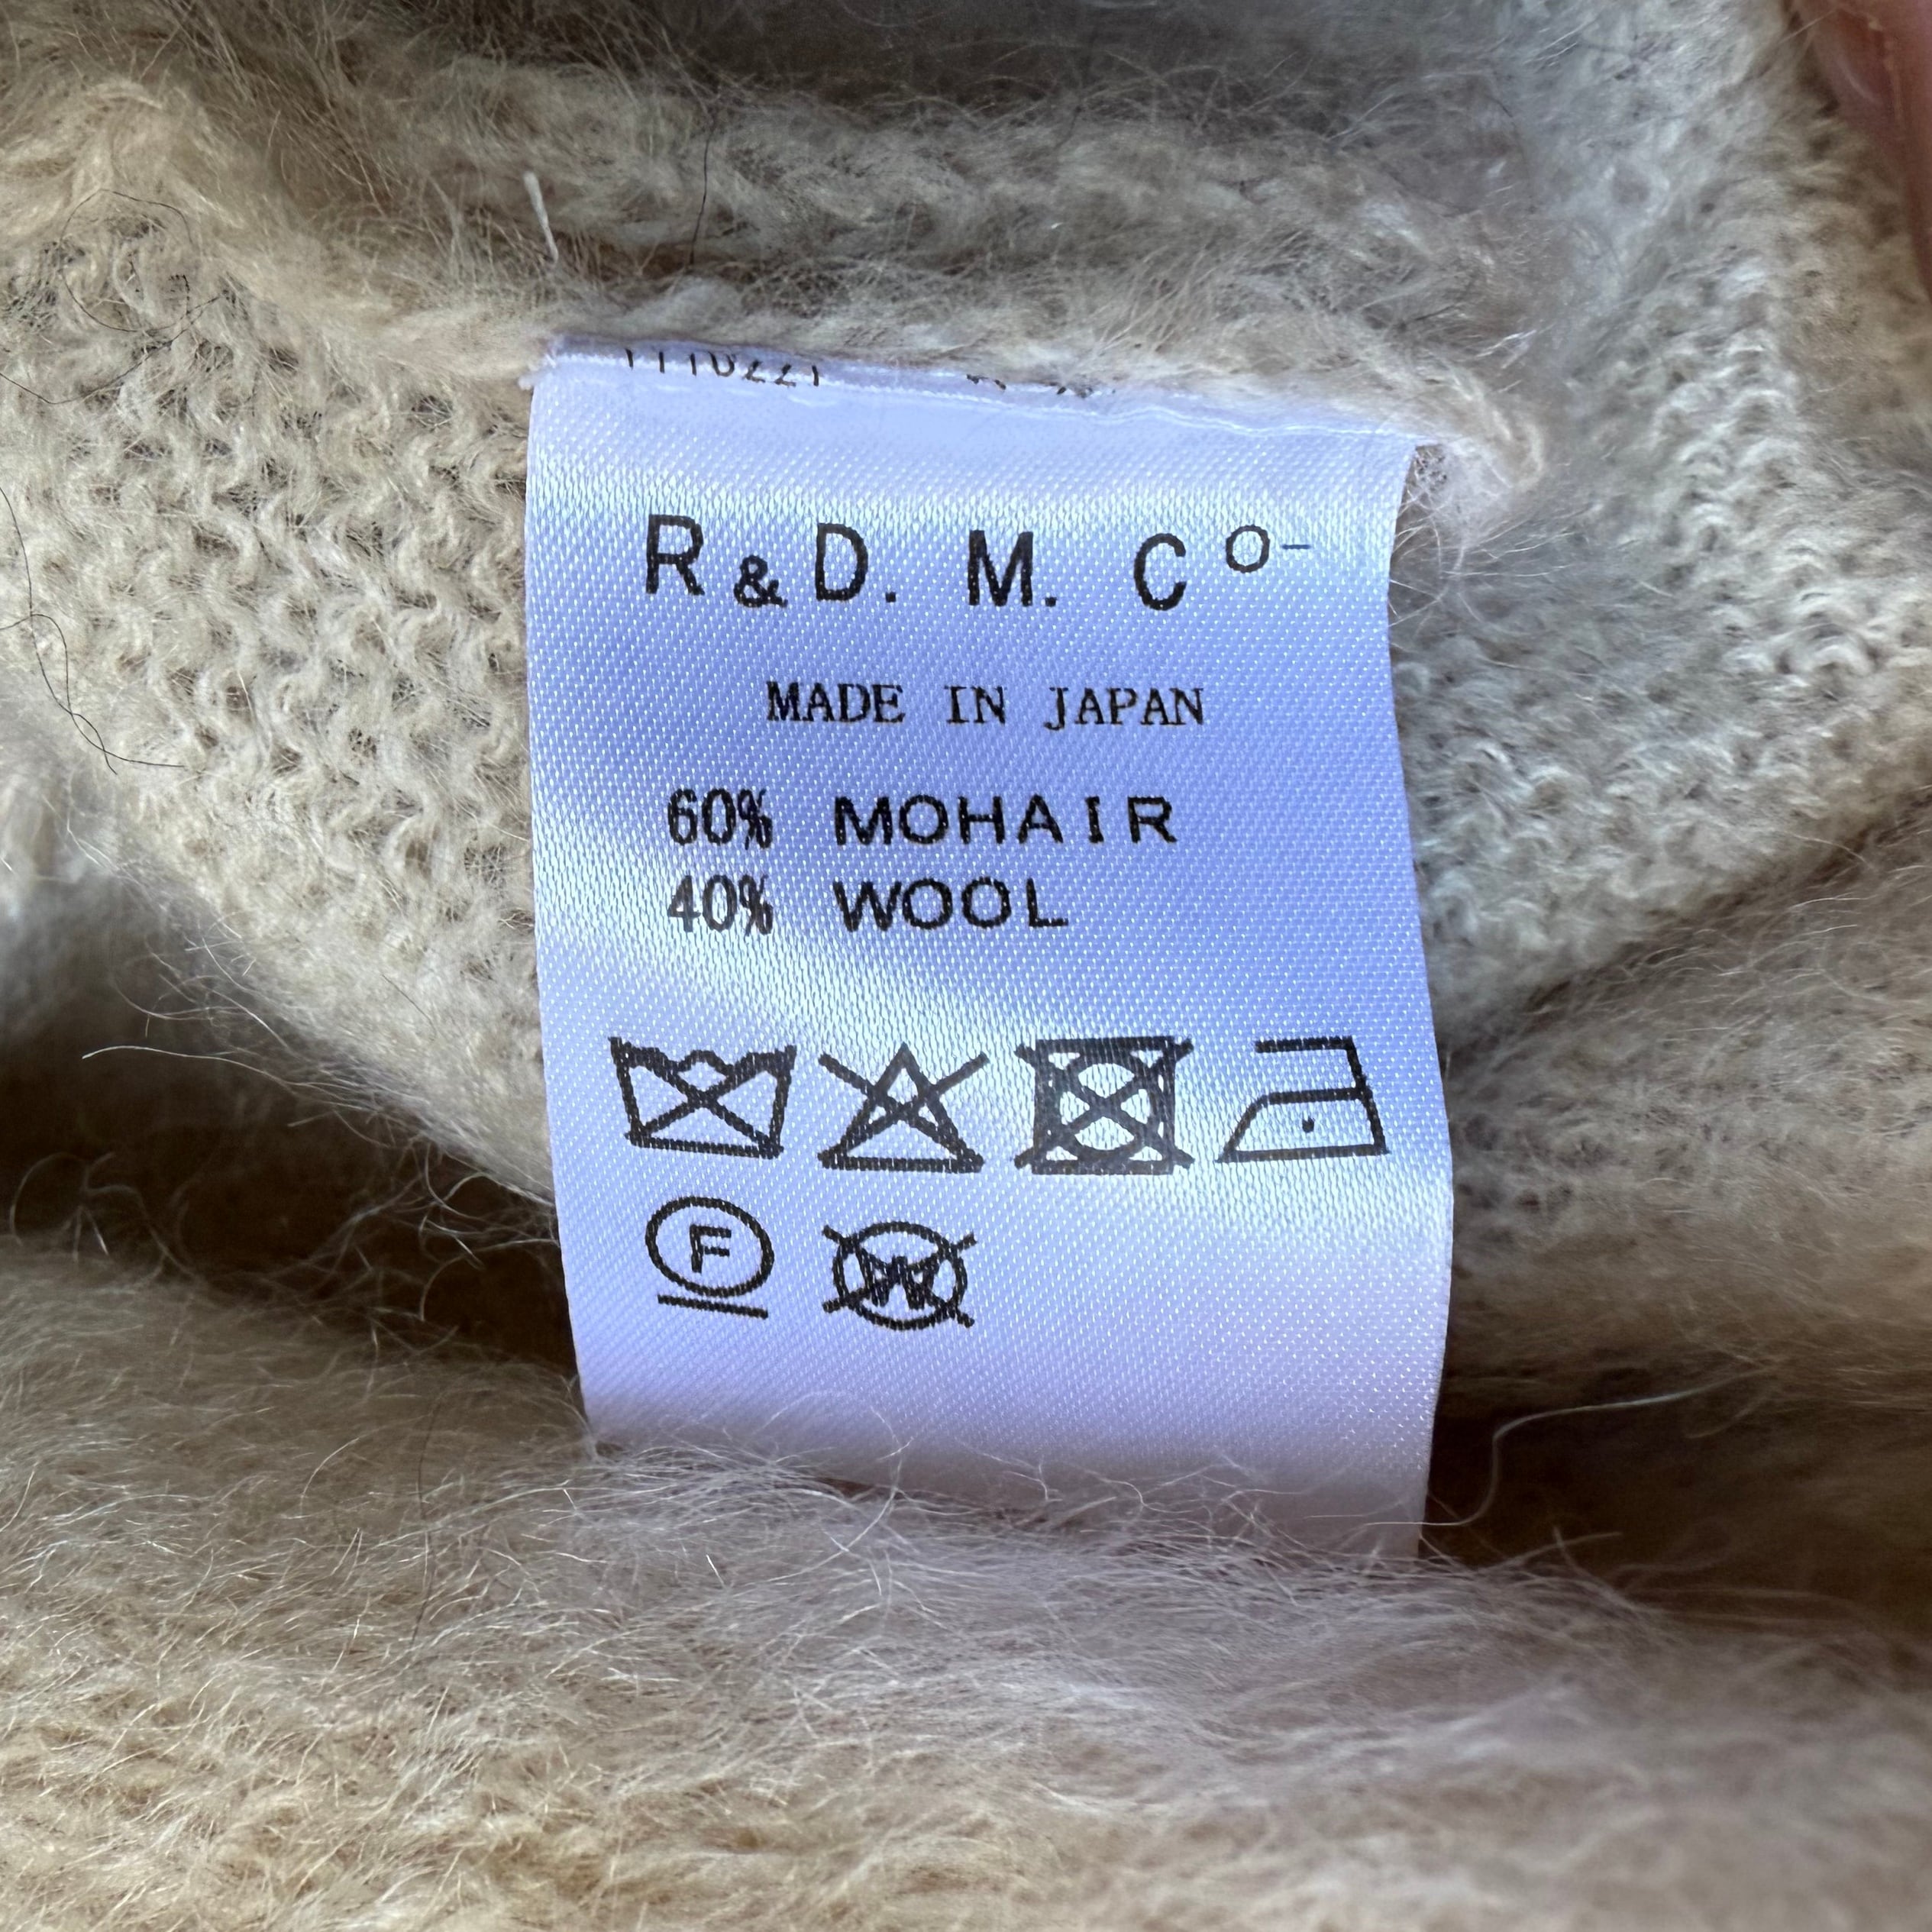 R&D. M. Co-
MADE IN JAPAN
60% MOHAIR
40% WOOL
F W